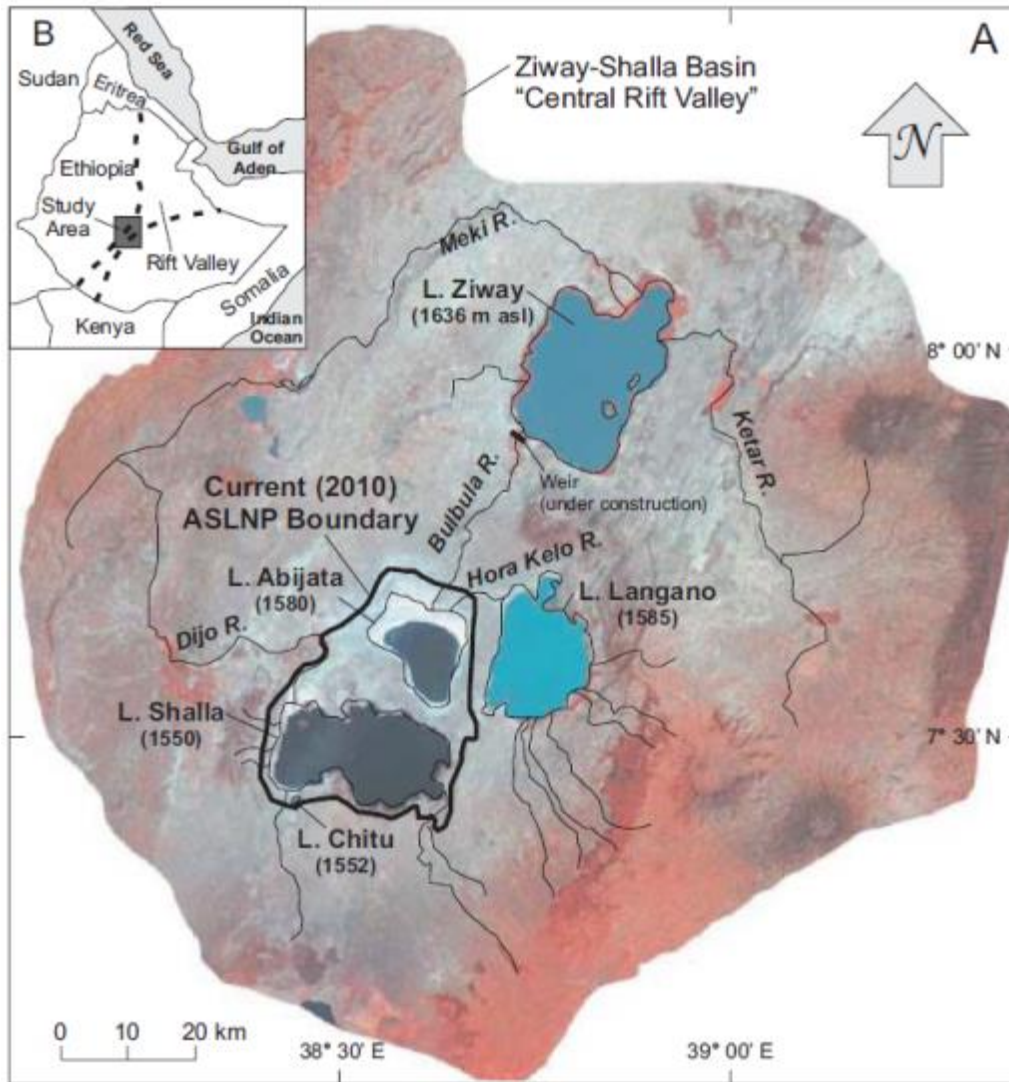 B
Red Sea
Sudan
Eritrea
Gulf of
Aden
Ethiopia
Study
Area
Rift Valley
Somalia
Kenya
Indian
Ocean
A
Ziway-Shalla Basin
“Central Rift Valley”
N
Meki R.
L. Ziway
(1636 m asl)
8° 00' N
Ketar R.
Weir
(under construction)
Bulbula R.
Current (2010)
ASLNP Boundary
Hora Kelo R.
L. Abijata
(1580)
L. Langano
(1585)
Dijo R.
L. Shalla
(1550)
7° 30' N
L. Chitu
(1552)
0 10 20 km
38° 30' E
39° 00' E